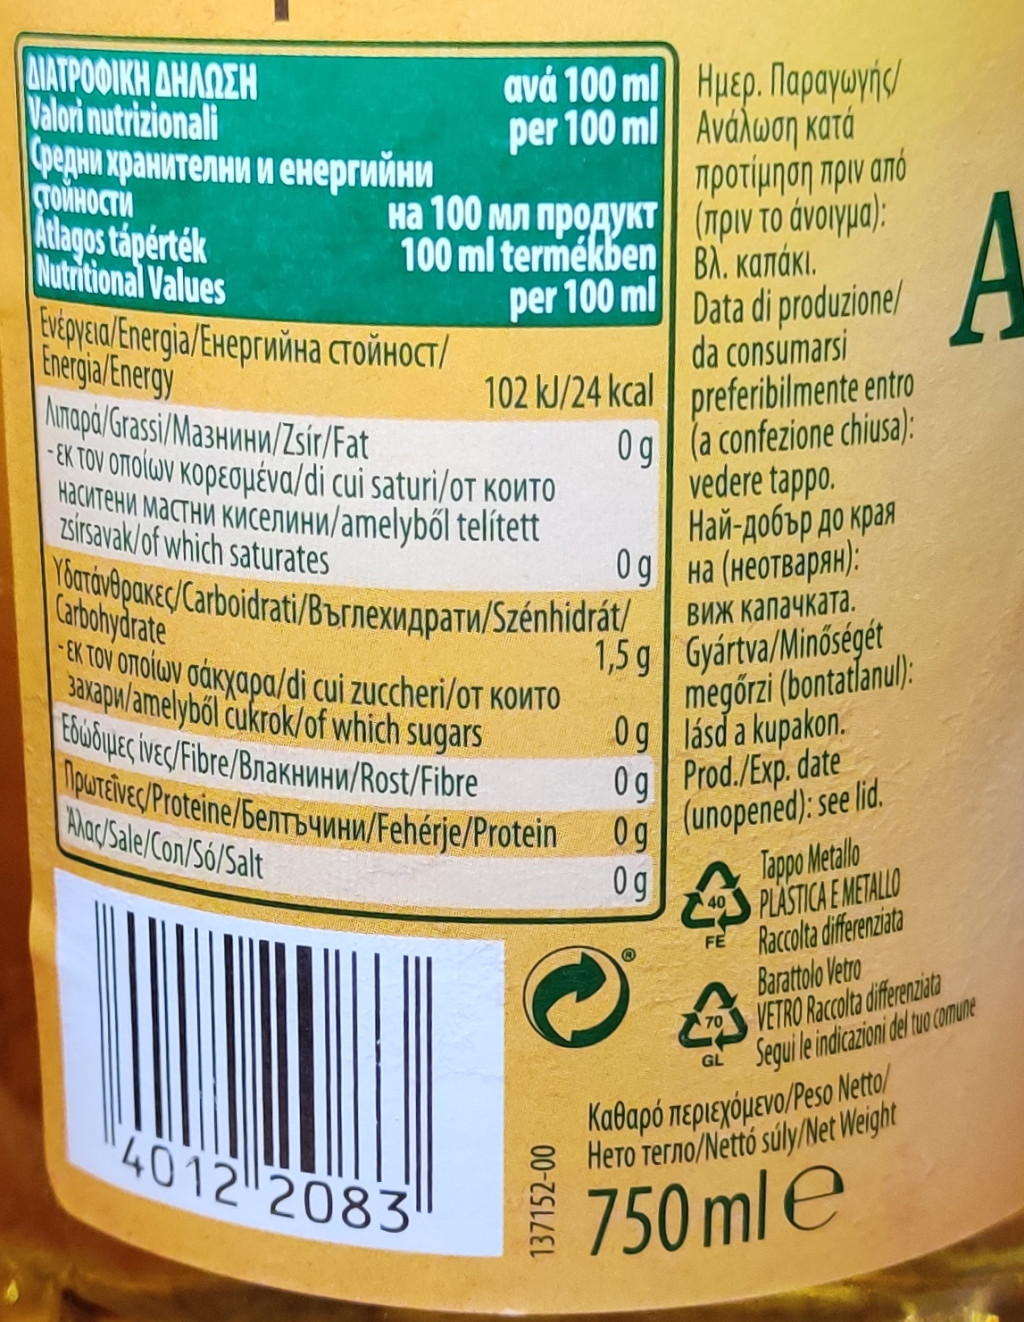 ΔΙΑΤΡΟΦΙΚΗ ΔΗΛΩΣΗ ανά 100 ml
Valori nutrizionali per 100 ml
Средни хранителни и енергийни
стойности на 100 мл продукт
Átlagos tápérték 100 ml termékben
Nutritional Values per 100 ml
Ενέργεια/Energia/Енергийна стойност/
Energia/Energy 102 kJ/24 kcal
Λιπαρά/Grassi/Мазнини/Zsír/Fat 0 g
- εκ των οποίων κορεσμένα/di cui saturi/от които
наситени мастни киселини/amelyből telített
zsírsavak/of which saturates 0 g
Υδατάνθρακες/Carboidrati/Въглехидрати/Szénhidrát/
Carbohydrate 1,5 g
- εκ των οποίων σάκχαρα/di cui zuccheri/от които
захари/amelyből cukrok/of which sugars 0 g
Εδώδιμες ίνες/Fibre/Влакнини/Rost/Fibre 0 g
Πρωτεΐνες/Proteine/Белтъчини/Fehérje/Protein 0 g
Άλας/Sale/Сол/Só/Salt 0 g
Ημερ. Παραγωγής/
Ανάλωση κατά
προτίμηση πριν από
(πριν το άνοιγμα):
Βλ. καπάκι.
Data di produzione/
da consumarsi
preferibilmente entro
(a confezione chiusa):
vedere tappo.
Най-добър до края
на (неотварян):
виж капачката.
Gyártva/Minőségét
megőrzi (bontatlanul):
lásd a kupakon.
Prod./Exp. date
(unopened): see lid.
A
40
FE
Tappo Metallo
PLASTICA E METALLO
Raccolta differenziata
70
GL
Barattolo Vetro
VETRO Raccolta differenziata
Segui le indicazioni del tuo comune
®
4012 2083
137152-00
Καθαρό περιεχόμενο/Peso Netto/
Нето тегло/Nettó súly/Net Weight
750 ml e